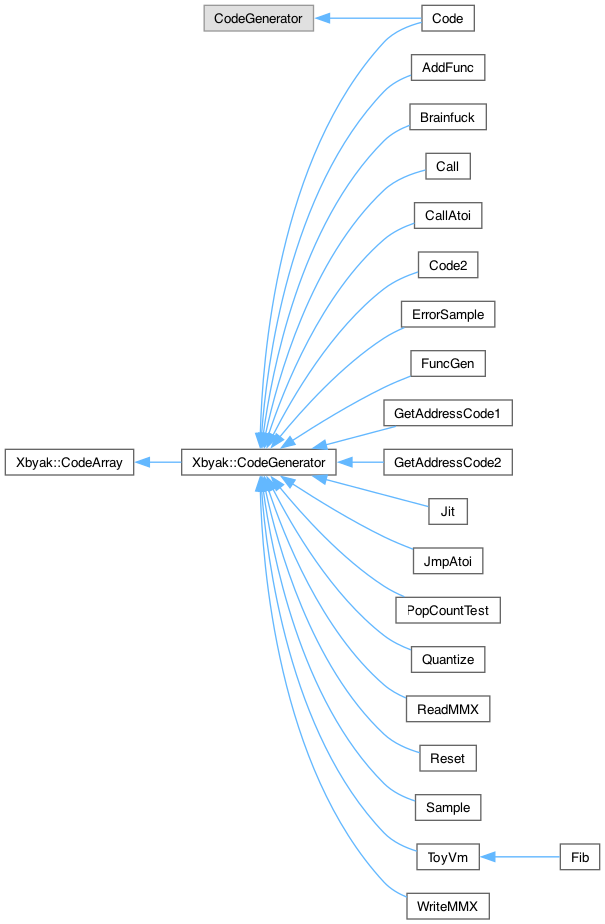 CodeGenerator
Code
AddFunc
Brainfuck
Call
CallAtoi
Code2
ErrorSample
FuncGen
GetAddressCode1
Xbyak::CodeArray
Xbyak::CodeGenerator
GetAddressCode2
Jit
JmpAtoi
PopCountTest
Quantize
ReadMMX
Reset
Sample
ToyVm
Fib
WriteMMX